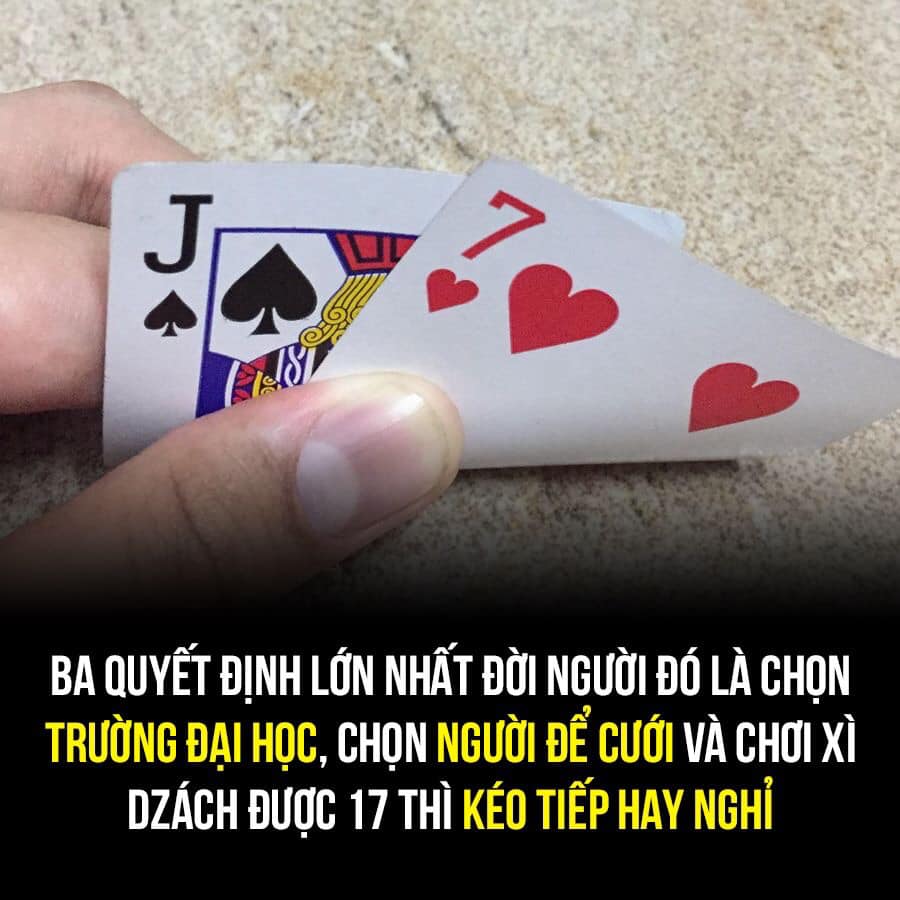 J
7
BA QUYẾT ĐỊNH LỚN NHẤT ĐỜI NGƯỜI ĐÓ LÀ CHỌN
TRƯỜNG ĐẠI HỌC, CHỌN NGƯỜI ĐỂ CƯỚI VÀ CHƠI XÌ
DZÁCH ĐƯỢC 17 THÌ KÉO TIẾP HAY NGHỈ